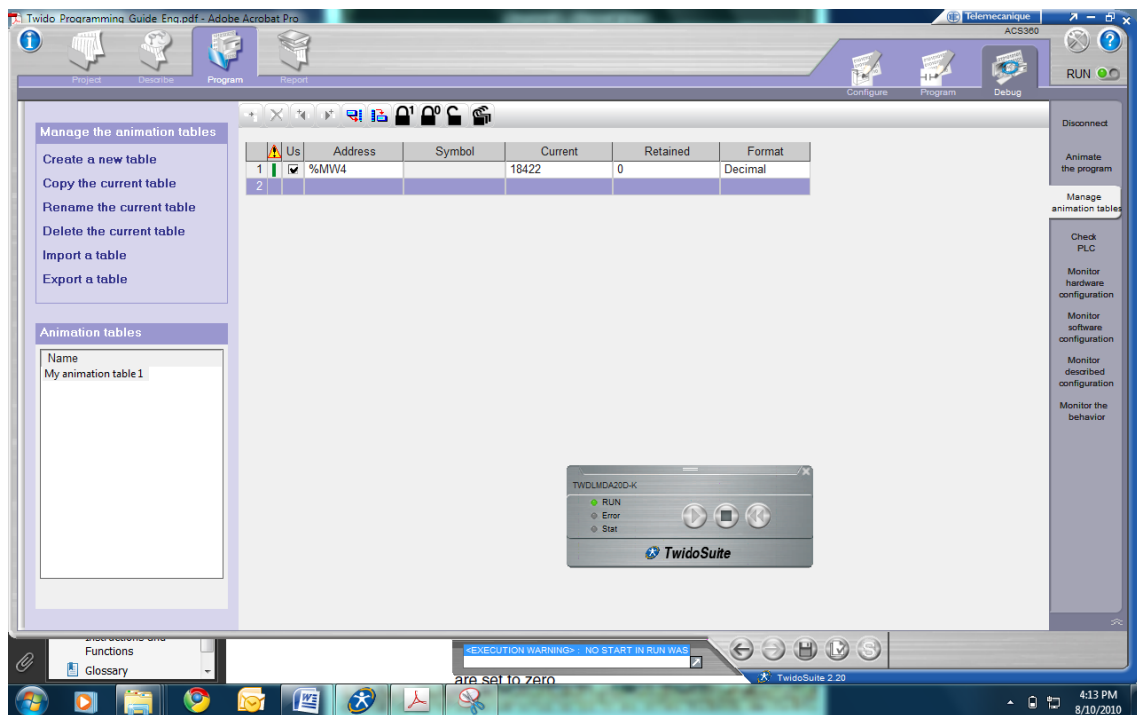 Twido Programming Guide Eng.pdf - Adobe Acrobat Pro
Telemecanique
ACS360
Project
Describe
Program
Report
Configure
Program
Debug
RUN
Manage the animation tables
Create a new table
Copy the current table
Rename the current table
Delete the current table
Import a table
Export a table
Animation tables
Name
My animation table1
Us Address Symbol Current Retained Format
1 %MW4 18422 0 Decimal
2
Disconnect
Animate
the program
Manage
animation tables
Check
PLC
Monitor
hardware
configuration
Monitor
software
configuration
Monitor
described
configuration
Monitor the
behavior
TWDLMDA20D-K
RUN
Error
Stat
TwidoSuite
Instructions and
Functions
Glossary
<EXECUTION WARNING> : NO START IN RUN WAS
are set to zero
TwidoSuite 2.20
4:13 PM
8/10/2010